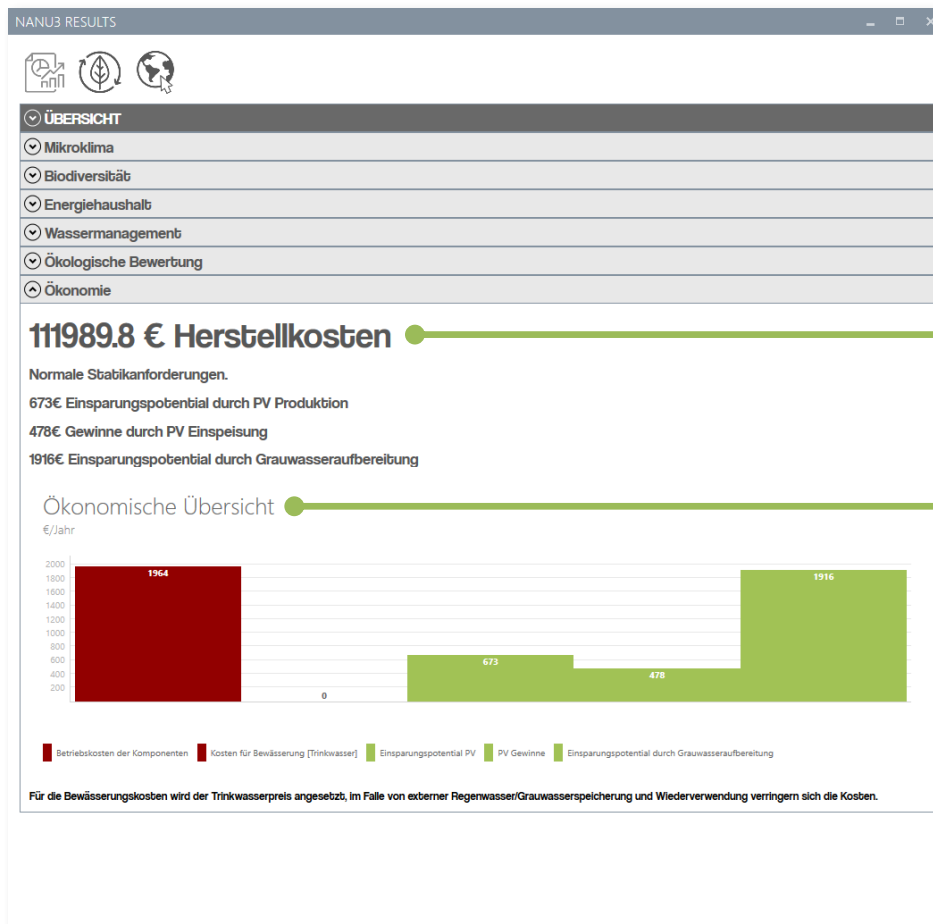 NANU3 RESULTS
ÜBERSICHT
Mikroklima
Biodiversität
Energiehaushalt
Wassermanagement
Ökologische Bewertung
Ökonomie
111989.8 € Herstellkosten
Normale Statikanforderungen.
673€ Einsparungspotential durch PV Produktion
478€ Gewinne durch PV Einspeisung
1916€ Einsparungspotential durch Grauwasseraufbereitung
Ökonomische Übersicht
€/Jahr
2000
1800
1600
1400
1200
1000
800
600
400
200
1964
0
673
478
1916
Betriebskosten der Komponenten Kosten für Bewässerung [Trinkwasser] Einsparungspotential PV PV Gewinne Einsparungspotential durch Grauwasseraufbereitung
Für die Bewässerungskosten wird der Trinkwasserpreis angesetzt, im Falle von externer Regenwasser/Grauwasserspeicherung und Wiederverwendung verringern sich die Kosten.